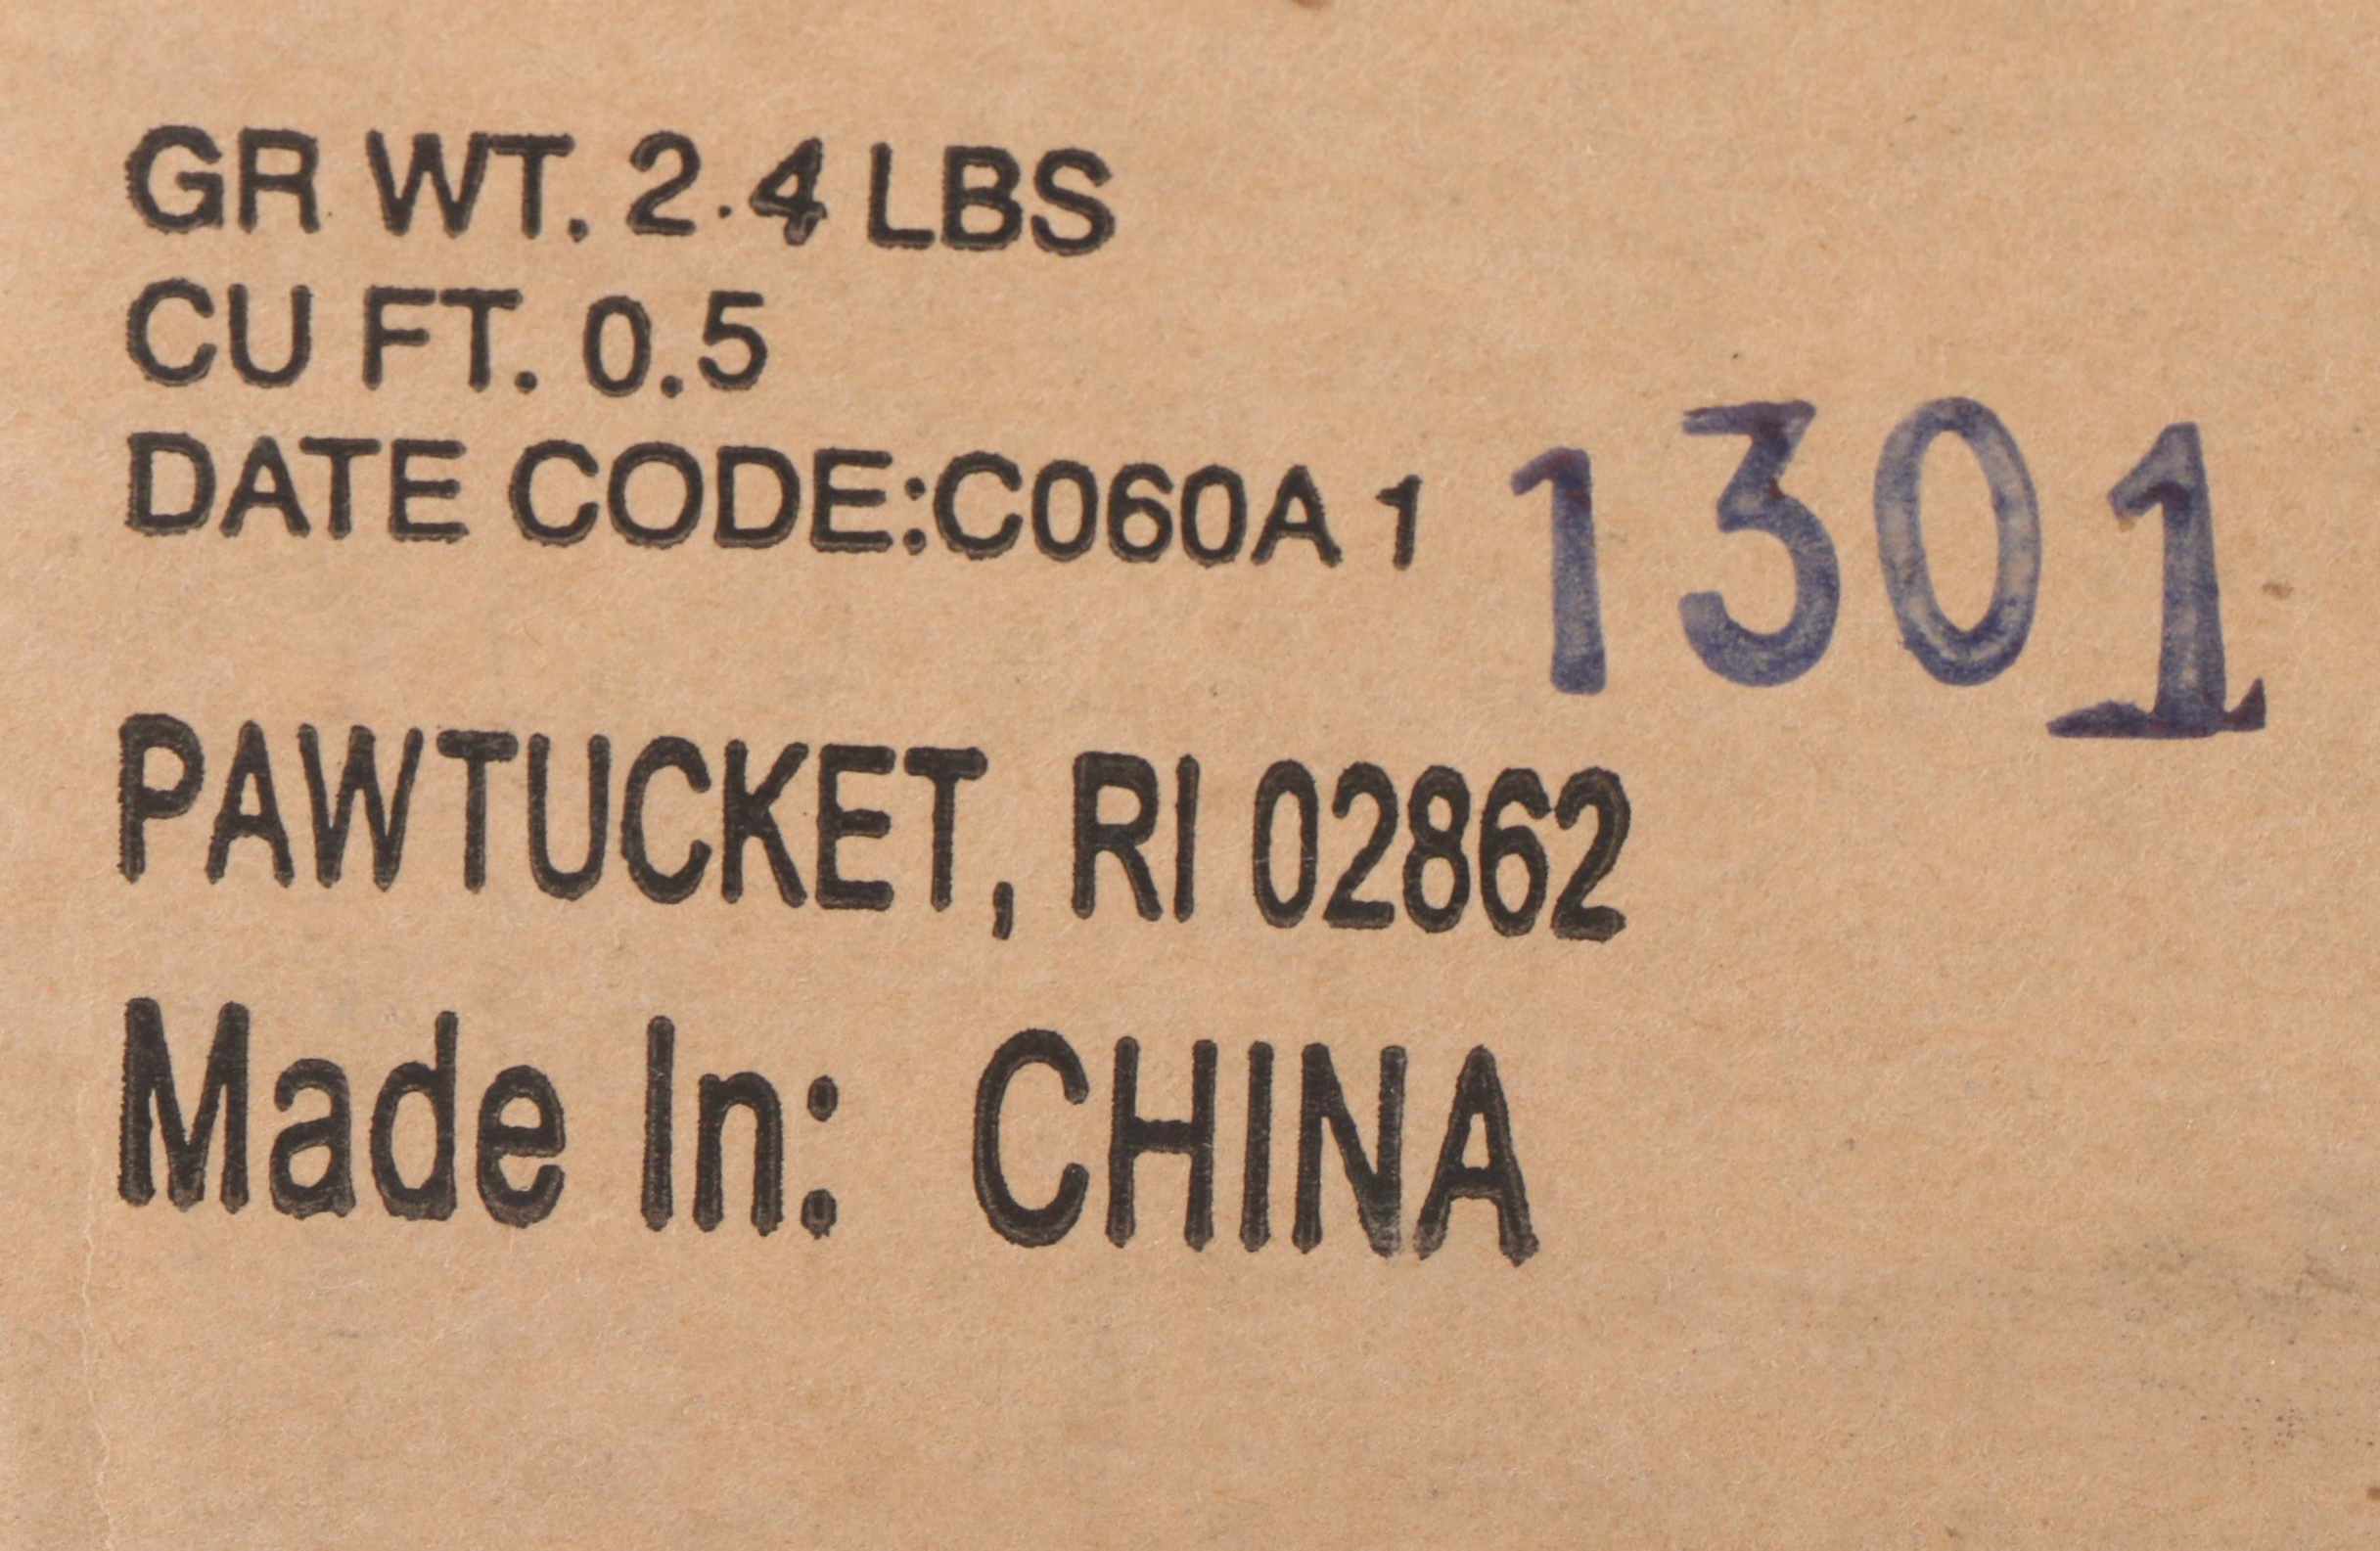 GR WT. 2.4 LBS
CU FT. 0.5
DATE CODE:C060A 1 1301
PAWTUCKET, RI 02862
Made In: CHINA